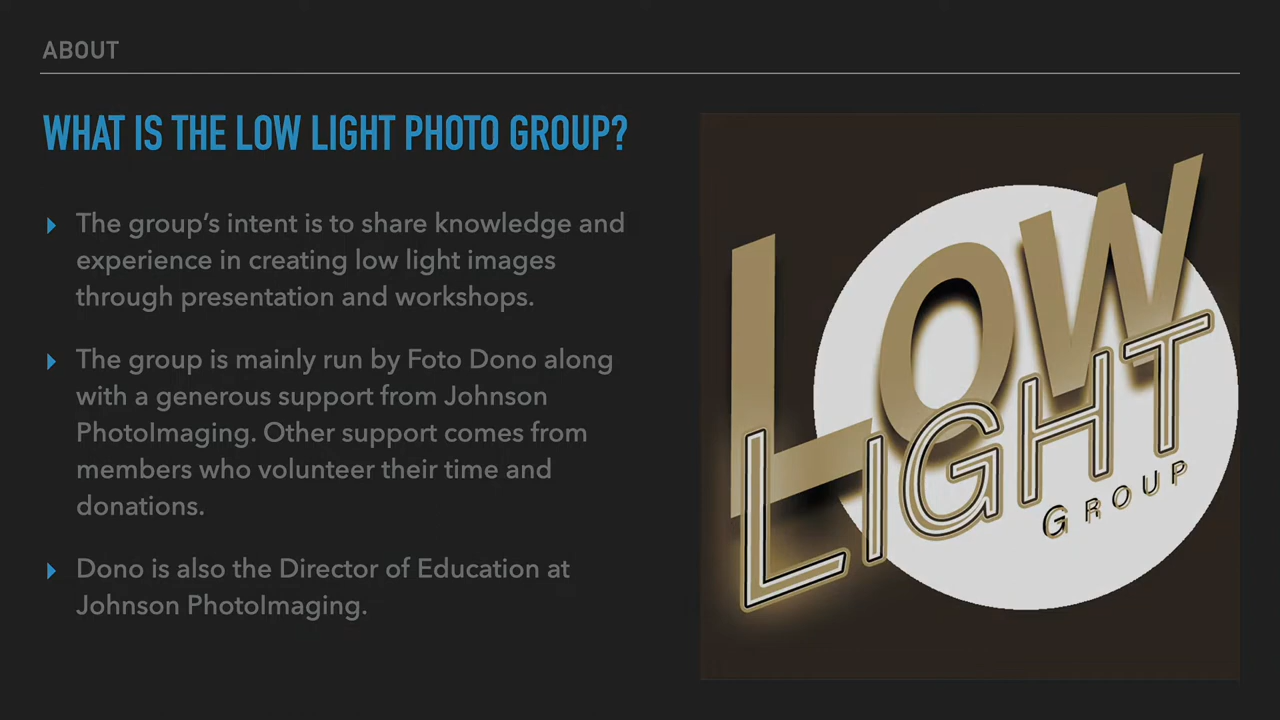 ABOUT
WHAT IS THE LOW LIGHT PHOTO GROUP?
The group’s intent is to share knowledge and
experience in creating low light images
through presentation and workshops.
The group is mainly run by Foto Dono along
with a generous support from Johnson
PhotoImaging. Other support comes from
members who volunteer their time and
donations.
Dono is also the Director of Education at
Johnson PhotoImaging.
LOW
LIGHT
GROUP